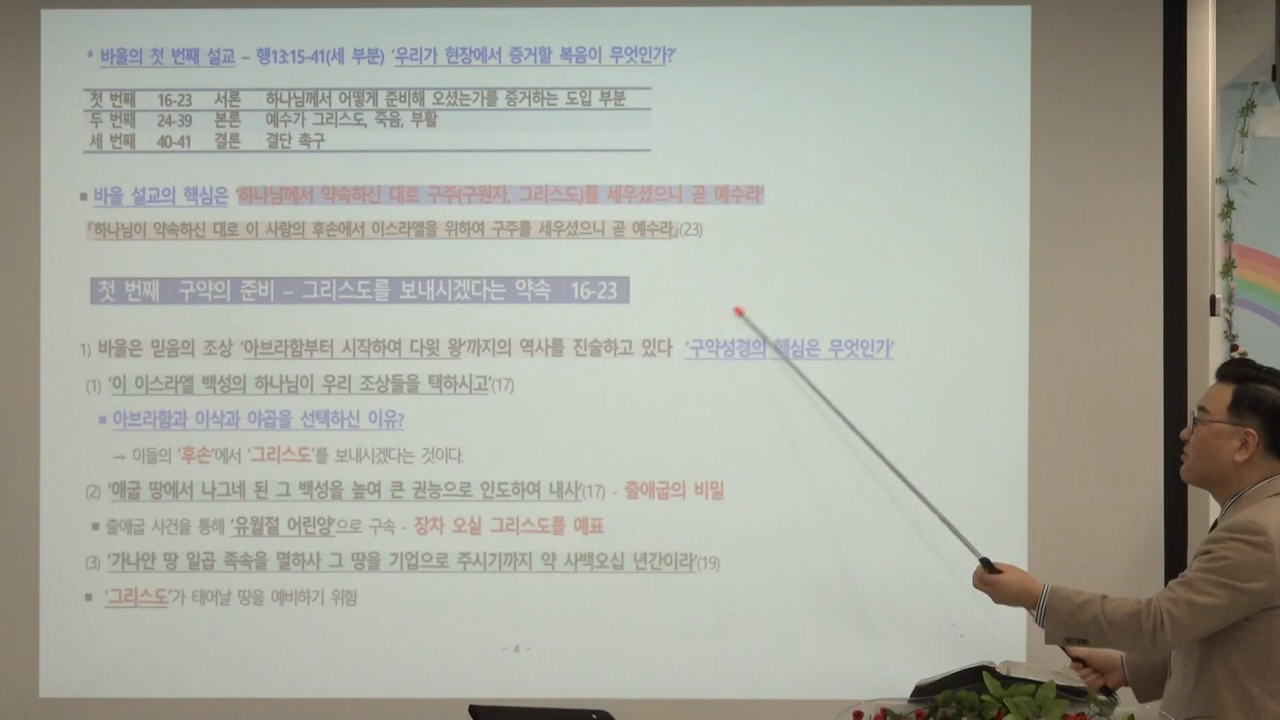 * 바울의 첫 번째 설교 – 행13:15-41(세 부분) '우리가 현장에서 증거할 복음이 무엇인가?'
첫 번째 16-23 서론 하나님께서 어떻게 준비해 오셨는가를 증거하는 도입 부분
두 번째 24-39 본론 예수가 그리스도, 죽음, 부활
세 번째 40-41 결론 결단 촉구
■ 바울 설교의 핵심은 '하나님께서 약속하신 대로 구주(구원자, 그리스도)를 세우셨으니 곧 예수라'
『하나님이 약속하신 대로 이 사람의 후손에서 이스라엘을 위하여 구주를 세우셨으니 곧 예수라』(23)
첫 번째 구약의 준비 – 그리스도를 보내시겠다는 약속 16-23
1) 바울은 믿음의 조상 '아브라함부터 시작하여 다윗 왕'까지의 역사를 진술하고 있다 '구약성경의 핵심은 무엇인가'
(1) '이 이스라엘 백성의 하나님이 우리 조상들을 택하시고'(17)
■ 아브라함과 이삭과 야곱을 선택하신 이유?
→ 이들의 '후손'에서 '그리스도'를 보내시겠다는 것이다.
(2) '애굽 땅에서 나그네 된 그 백성을 높여 큰 권능으로 인도하여 내사'(17) - 출애굽의 비밀
■ 출애굽 사건을 통해 '유월절 어린양'으로 구속 - 장차 오실 그리스도를 예표
(3) '가나안 땅 일곱 족속을 멸하사 그 땅을 기업으로 주시기까지 약 사백오십 년간이라'(19)
■ '그리스도'가 태어날 땅을 예비하기 위함
- 4 -